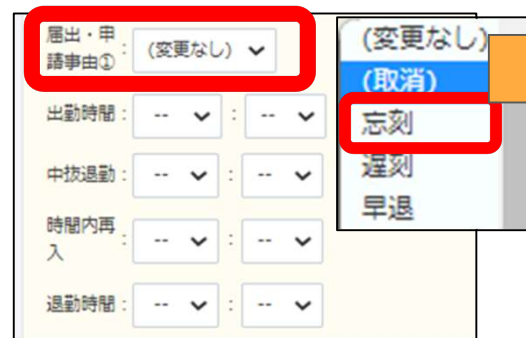 届出・申
請事由① : (変更なし)
出勤時間 : -- : --
中抜退勤 : -- : --
時間内再
入 : -- : --
退勤時間 : -- : --
(変更なし)
(取消)
忘刻
遅刻
早退